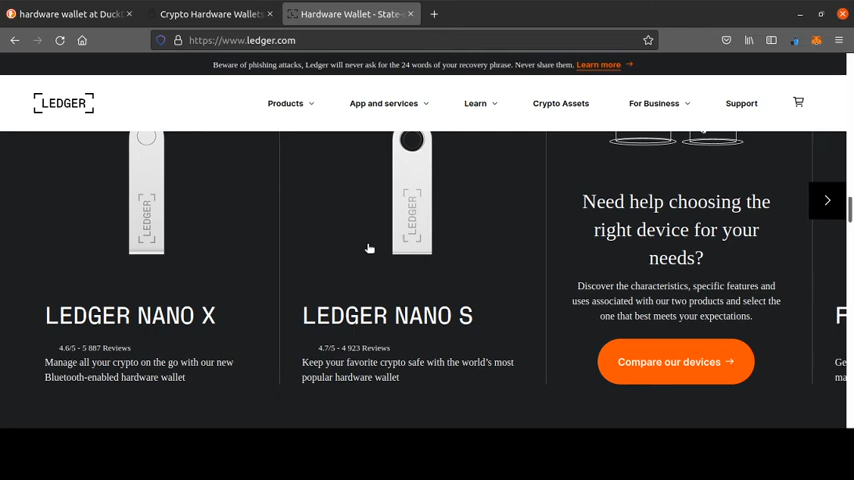 hardware wallet at Duck
Crypto Hardware Wallets
Hardware Wallet - State-
https://www.ledger.com
Beware of phishing attacks, Ledger will never ask for the 24 words of your recovery phrase. Never share them. Learn more →
LEDGER
Products
App and services
Learn
Crypto Assets
For Business
Support
LEDGER
LEDGER
Need help choosing the
right device for your
needs?
Discover the characteristics, specific features and
uses associated with our two products and select the
one that best meets your expectations.
Compare our devices →
LEDGER NANO X
4.6/5 - 5 887 Reviews
Manage all your crypto on the go with our new
Bluetooth-enabled hardware wallet
LEDGER NANO S
4.7/5 - 4 923 Reviews
Keep your favorite crypto safe with the world's most
popular hardware wallet
F
Ge
ma